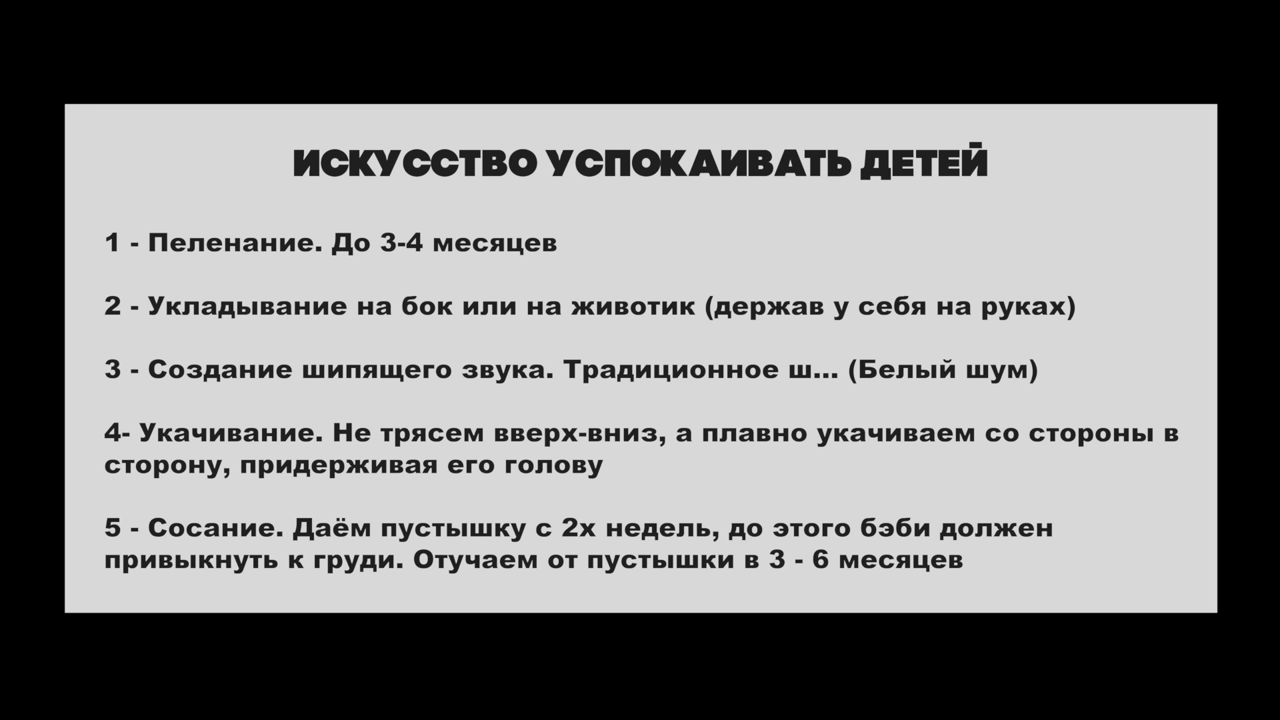 ИСКУССТВО УСПОКАИВАТЬ ДЕТЕЙ
1 - Пеленание. До 3-4 месяцев
2 - Укладывание на бок или на животик (держав у себя на руках)
3 - Создание шипящего звука. Традиционное ш... (Белый шум)
4- Укачивание. Не трясем вверх-вниз, а плавно укачиваем со стороны в
сторону, придерживая его голову
5 - Сосание. Даём пустышку с 2х недель, до этого бэби должен
привыкнуть к груди. Отучаем от пустышки в 3 - 6 месяцев